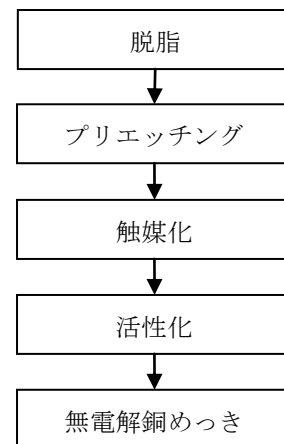 脱脂
プリエッチング
触媒化
活性化
無電解銅めっき